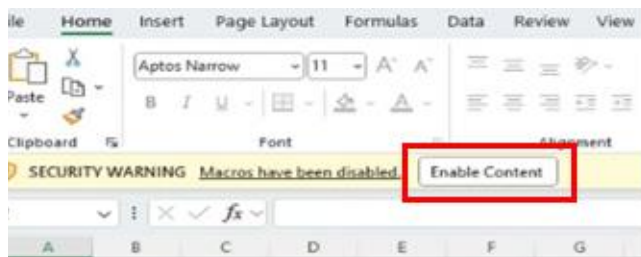 ile Home Insert Page Layout Formulas Data Review View
Aptos Narrow 11 A A
Paste B I U A
Clipboard Font Alignment
SECURITY WARNING Macros have been disabled. Enable Content
fx
A B C D E F G